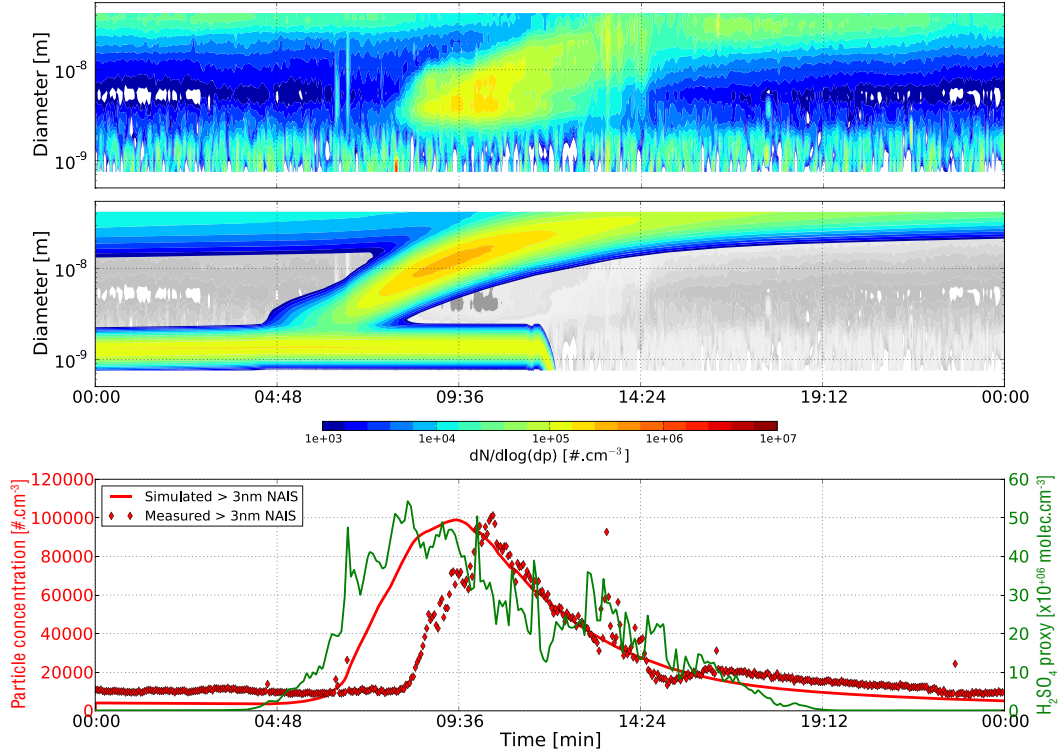 Diameter [m]
10⁻⁸
10⁻⁹
Diameter [m]
10⁻⁸
10⁻⁹
00:00 04:48 09:36 14:24 19:12 00:00
1e+03 1e+04 1e+05 1e+06 1e+07
dN/dlog(dp) [#.cm⁻³]
Particle concentration [#.cm⁻³]
120000
100000
80000
60000
40000
20000
0
Simulated > 3nm NAIS
Measured > 3nm NAIS
60
50
40
30
20
10
0
H₂SO₄ proxy [x10⁺⁰⁶ molec.cm⁻³]
00:00 04:48 09:36 14:24 19:12 00:00
Time [min]